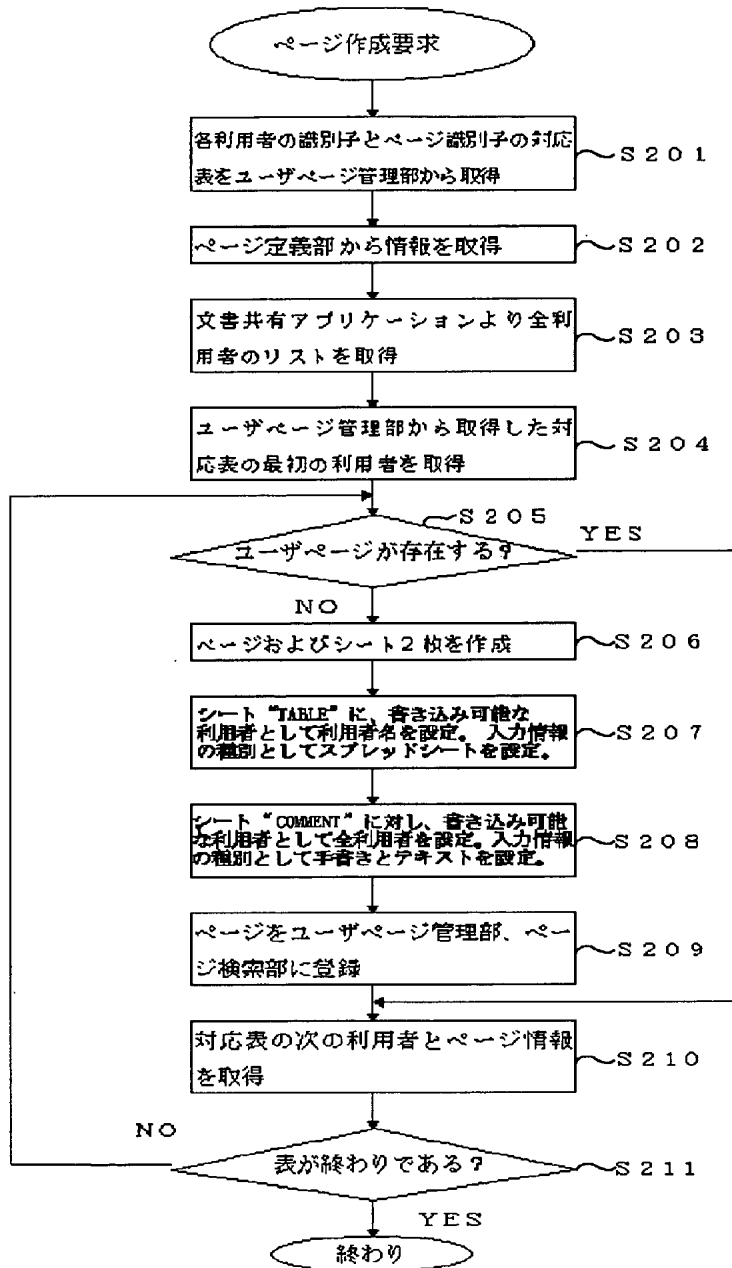 ページ作成要求
各利用者の識別子とページ識別子の対応
表をユーザページ管理部から取得
S201
ページ定義部から情報を取得
S202
文書共有アプリケーションより全利
用者のリストを取得
S203
ユーザページ管理部から取得した対
応表の最初の利用者を取得
S204
S205
ユーザページが存在する?
YES
NO
ページおよびシート2枚を作成
S206
シート“TABLE”に、書き込み可能な
利用者として利用者名を設定。入力情報
の種別としてスプレッドシートを設定。
S207
シート“COMMENT”に対し、書き込み可能
な利用者として全利用者を設定。入力情報
の種別として手書きとテキストを設定。
S208
ページをユーザページ管理部、ペー
ジ検索部に登録
S209
対応表の次の利用者とページ情報
を取得
S210
NO
表が終わりである?
S211
YES
終わり